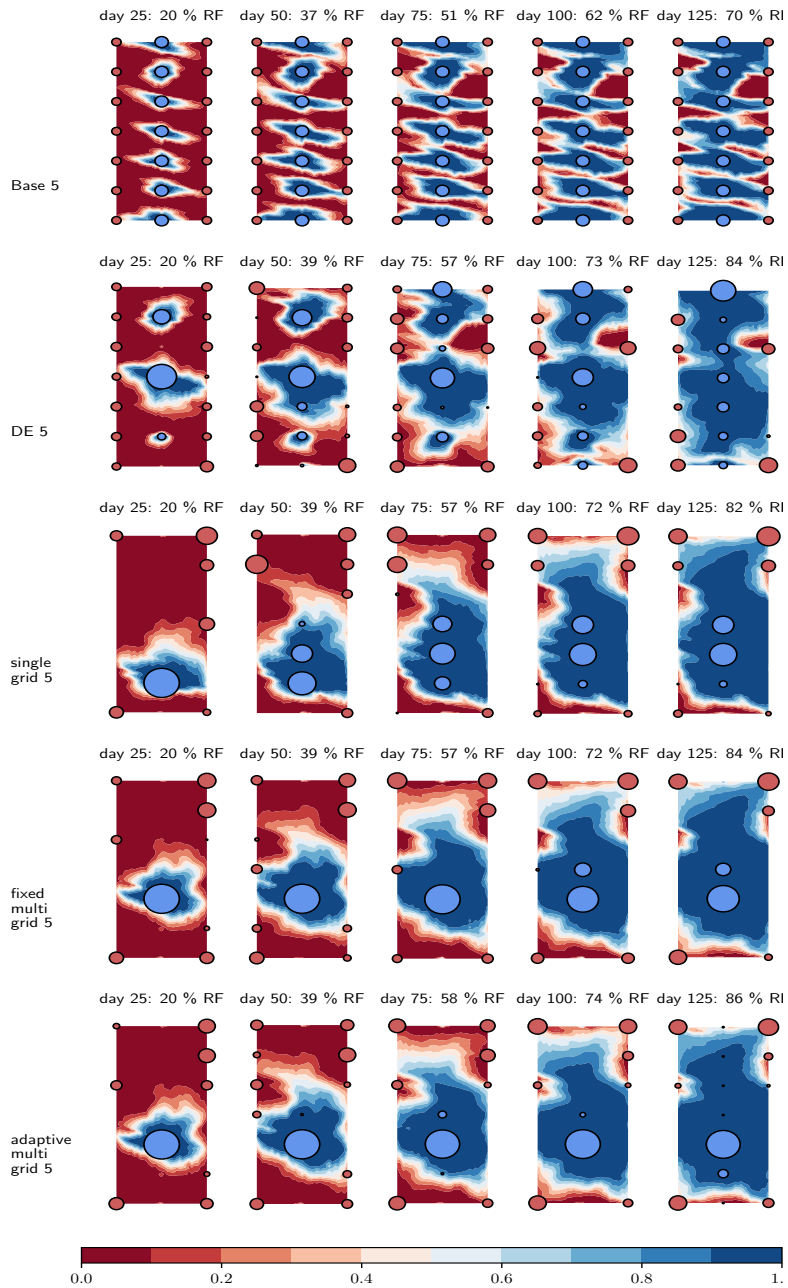 day 25: 20 % RF day 50: 37 % RF day 75: 51 % RF day 100: 62 % RF day 125: 70 % RI
Base 5
day 25: 20 % RF day 50: 39 % RF day 75: 57 % RF day 100: 73 % RF day 125: 84 % RI
DE 5
day 25: 20 % RF day 50: 39 % RF day 75: 57 % RF day 100: 72 % RF day 125: 82 % RI
single
grid 5
day 25: 20 % RF day 50: 39 % RF day 75: 57 % RF day 100: 72 % RF day 125: 84 % RI
fixed
multi
grid 5
day 25: 20 % RF day 50: 39 % RF day 75: 58 % RF day 100: 74 % RF day 125: 86 % RI
adaptive
multi
grid 5
0.0 0.2 0.4 0.6 0.8 1.